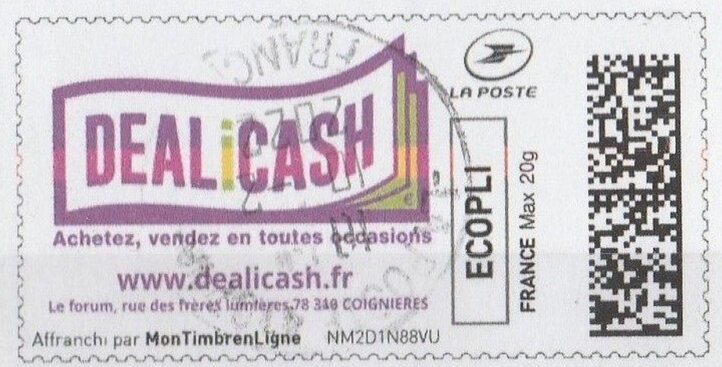 DEALiCASH
Achetez, vendez en toutes occasions
www.dealicash.fr
Le forum, rue des frères lumières.78 310 COIGNIERES
Affranchi par MonTimbrenLigne NM2D1N88VU
LA POSTE
ECOPLI
FRANCE Max 20g
FRANCE